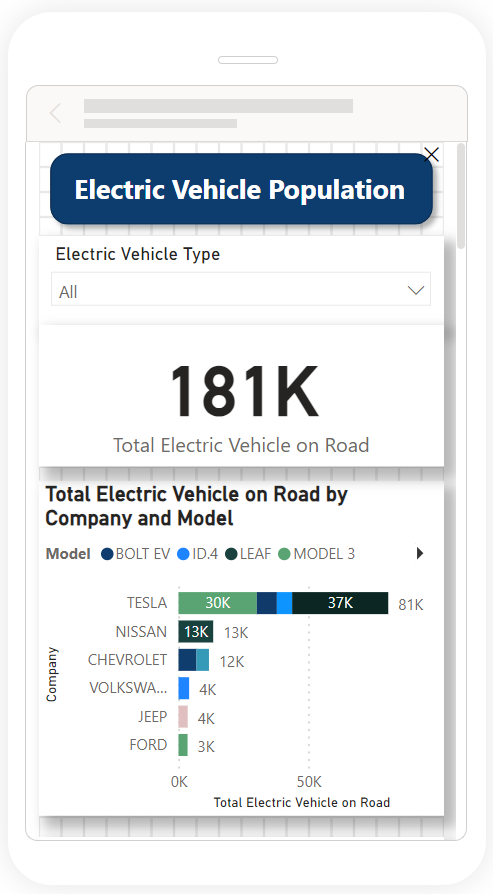 Electric Vehicle Population
Electric Vehicle Type
All
181K
Total Electric Vehicle on Road
Total Electric Vehicle on Road by
Company and Model
Model BOLT EV ID.4 LEAF MODEL 3
TESLA 30K 37K 81K
NISSAN 13K 13K
CHEVROLET 12K
VOLKSWA... 4K
JEEP 4K
FORD 3K
Company
0K 50K
Total Electric Vehicle on Road